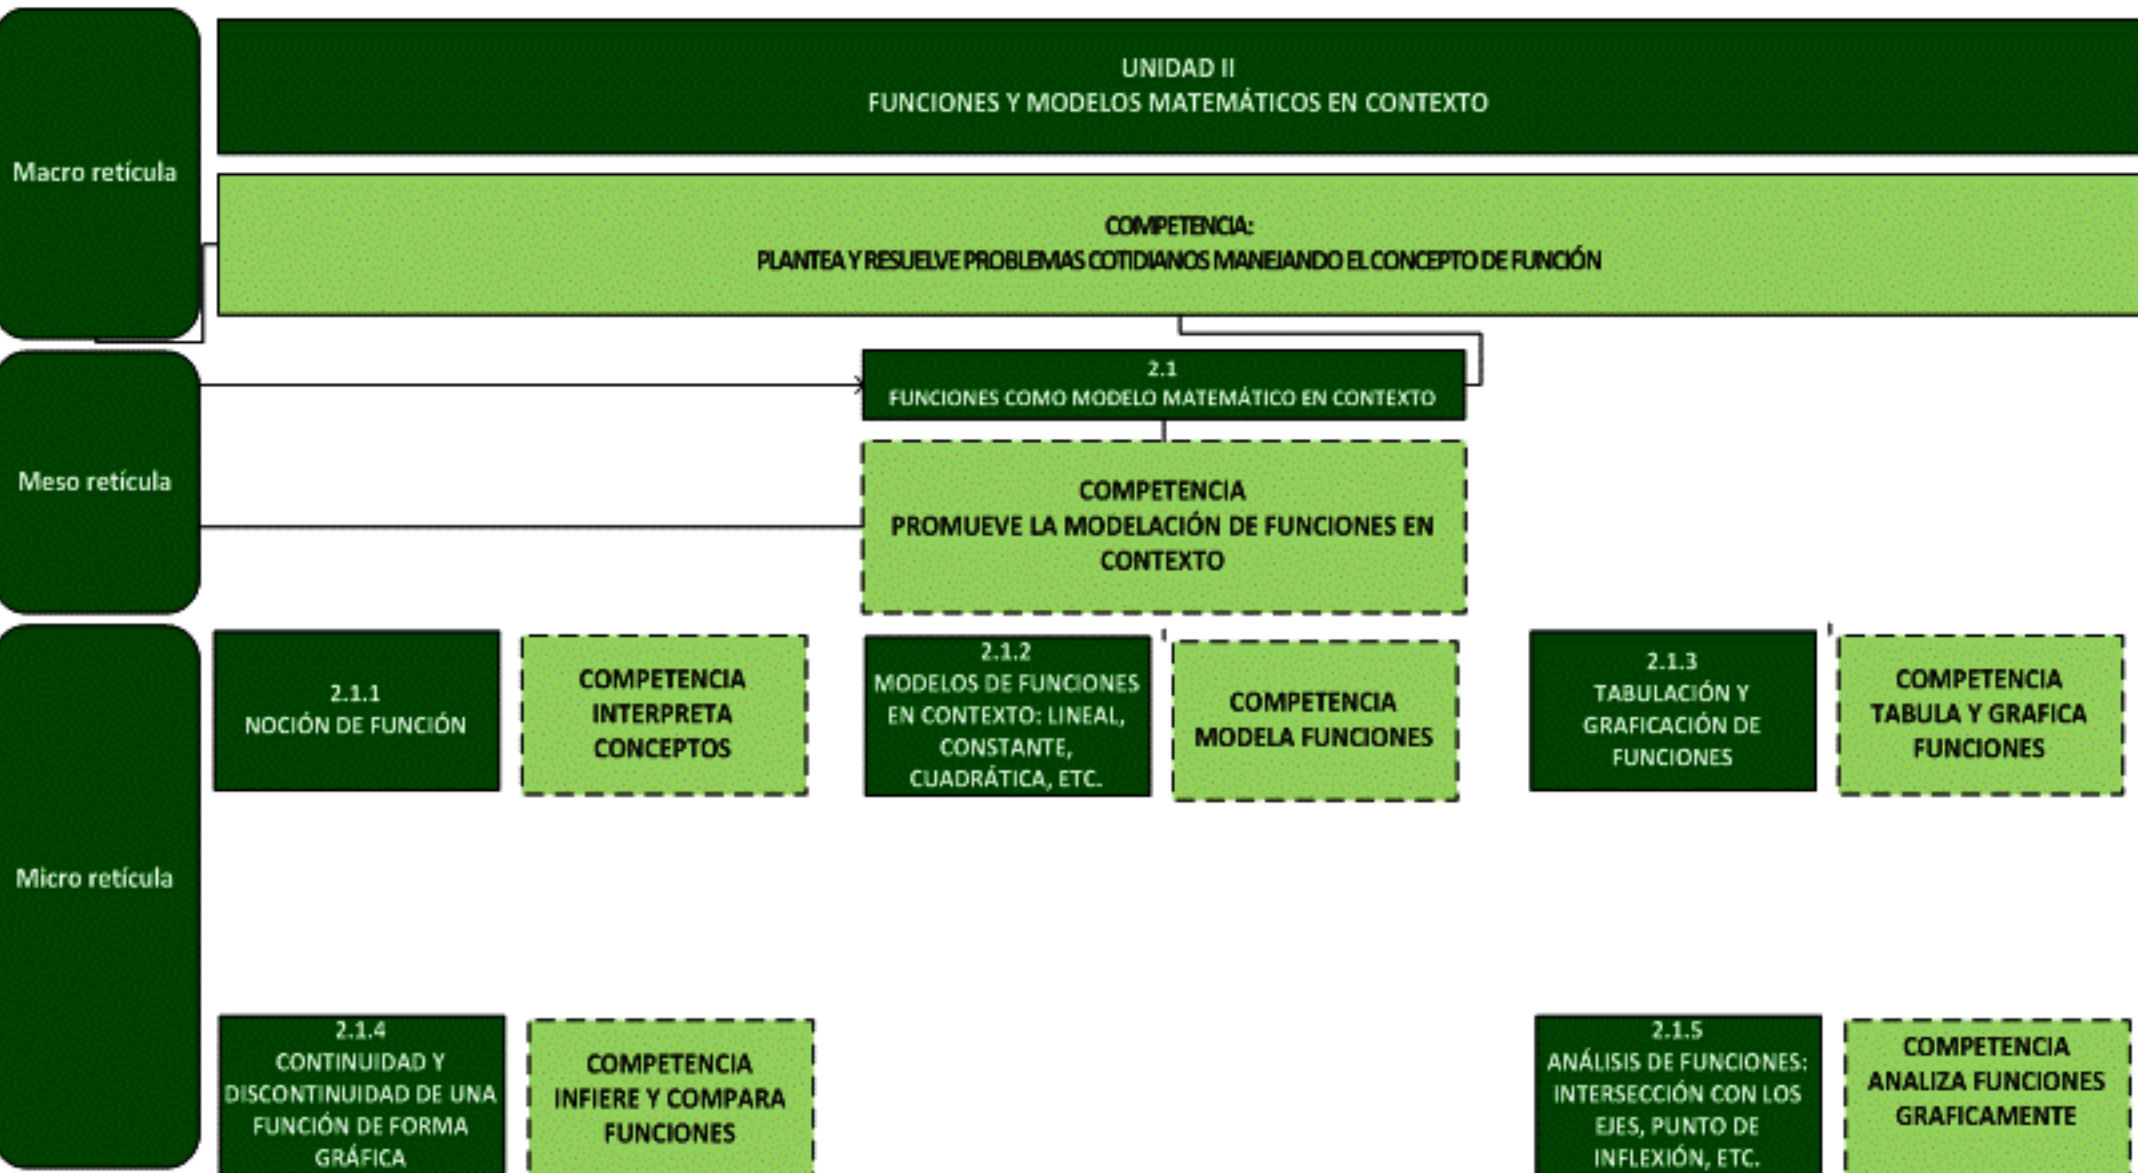 Macro retícula
UNIDAD II
FUNCIONES Y MODELOS MATEMÁTICOS EN CONTEXTO
COMPETENCIA:
PLANTEA Y RESUELVE PROBLEMAS COTIDIANOS MANEJANDO EL CONCEPTO DE FUNCIÓN
Meso retícula
2.1
FUNCIONES COMO MODELO MATEMÁTICO EN CONTEXTO
COMPETENCIA
PROMUEVE LA MODELACIÓN DE FUNCIONES EN
CONTEXTO
Micro retícula
2.1.1
NOCIÓN DE FUNCIÓN
COMPETENCIA
INTERPRETA
CONCEPTOS
2.1.2
MODELOS DE FUNCIONES
EN CONTEXTO: LINEAL,
CONSTANTE,
CUADRÁTICA, ETC.
COMPETENCIA
MODELA FUNCIONES
2.1.3
TABULACIÓN Y
GRAFICACIÓN DE
FUNCIONES
COMPETENCIA
TABULA Y GRAFICA
FUNCIONES
2.1.4
CONTINUIDAD Y
DISCONTINUIDAD DE UNA
FUNCIÓN DE FORMA
GRÁFICA
COMPETENCIA
INFIERE Y COMPARA
FUNCIONES
2.1.5
ANÁLISIS DE FUNCIONES:
INTERSECCIÓN CON LOS
EJES, PUNTO DE
INFLEXIÓN, ETC.
COMPETENCIA
ANALIZA FUNCIONES
GRAFICAMENTE